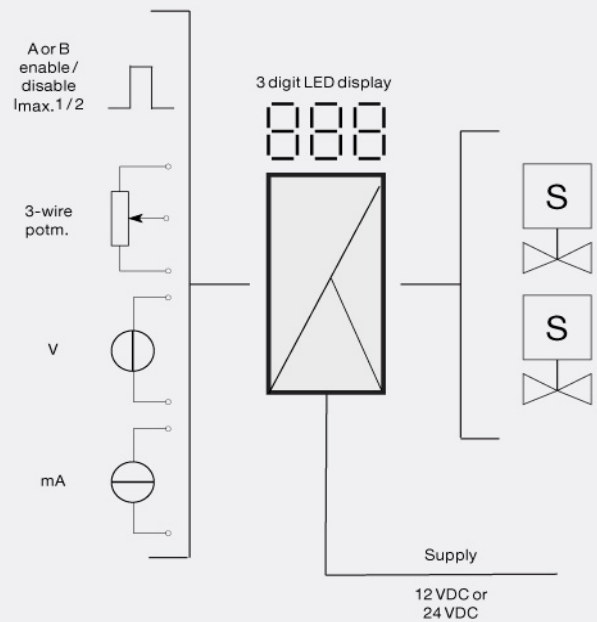 A or B
enable/
disable
Imax.1/2
3-wire
potm.
V
mA
3 digit LED display
888
S
S
Supply
12 VDC or
24 VDC